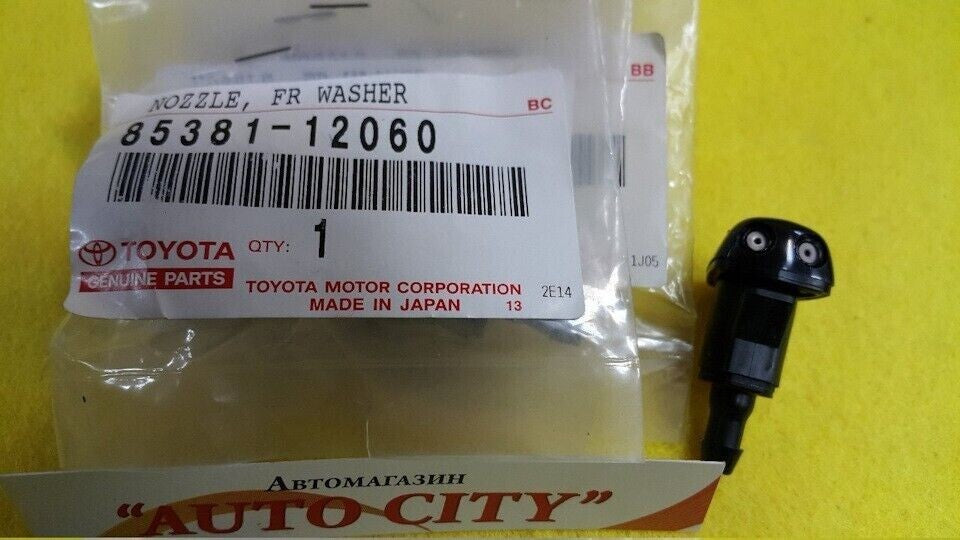 NOZZLE, FR WASHER
BC
85381-12060
TOYOTA
GENUINE PARTS
QTY: 1
TOYOTA MOTOR CORPORATION
2E14
MADE IN JAPAN 13
BB
1J05
Автомагазин
"AUTO CITY"